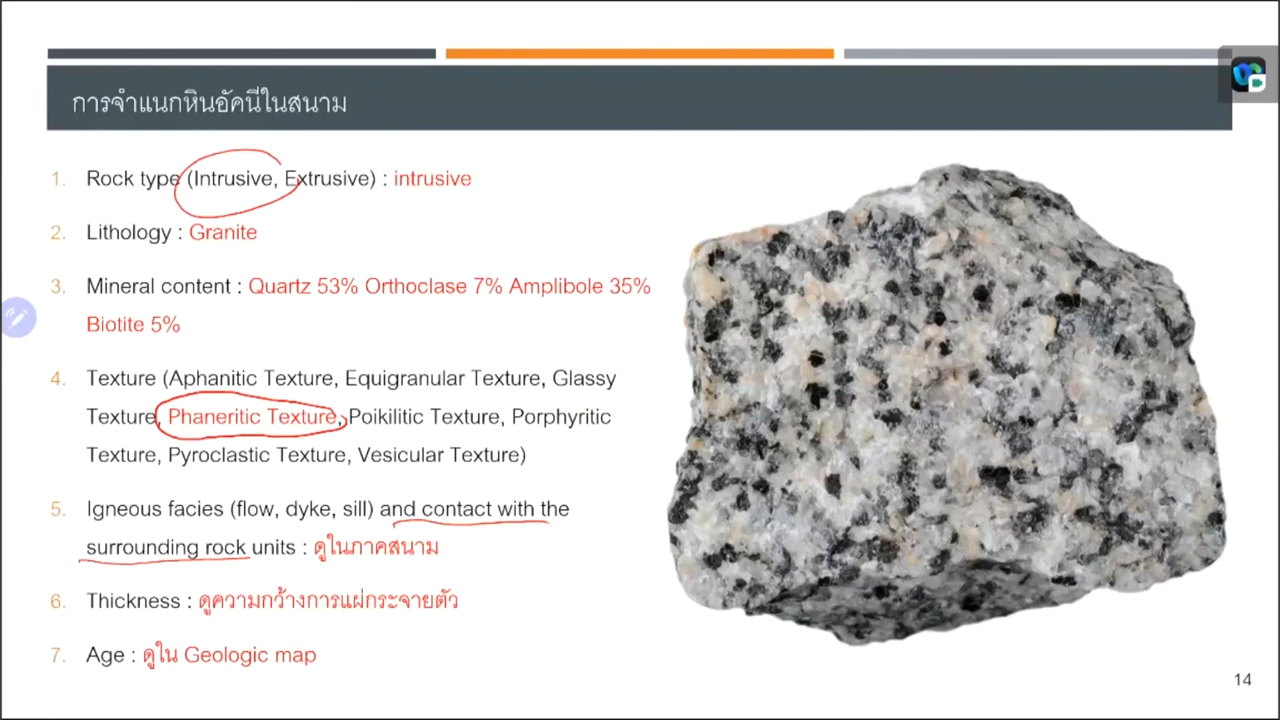 การจำแนกหินอัคนีในสนาม
1. Rock type (Intrusive, Extrusive) : intrusive
2. Lithology : Granite
3. Mineral content : Quartz 53% Orthoclase 7% Amplibole 35%
Biotite 5%
4. Texture (Aphanitic Texture, Equigranular Texture, Glassy
Texture, Phaneritic Texture, Poikilitic Texture, Porphyritic
Texture, Pyroclastic Texture, Vesicular Texture)
5. Igneous facies (flow, dyke, sill) and contact with the
surrounding rock units : ดูในภาคสนาม
6. Thickness : ดูความกว้างการแผ่กระจายตัว
7. Age : ดูใน Geologic map
14